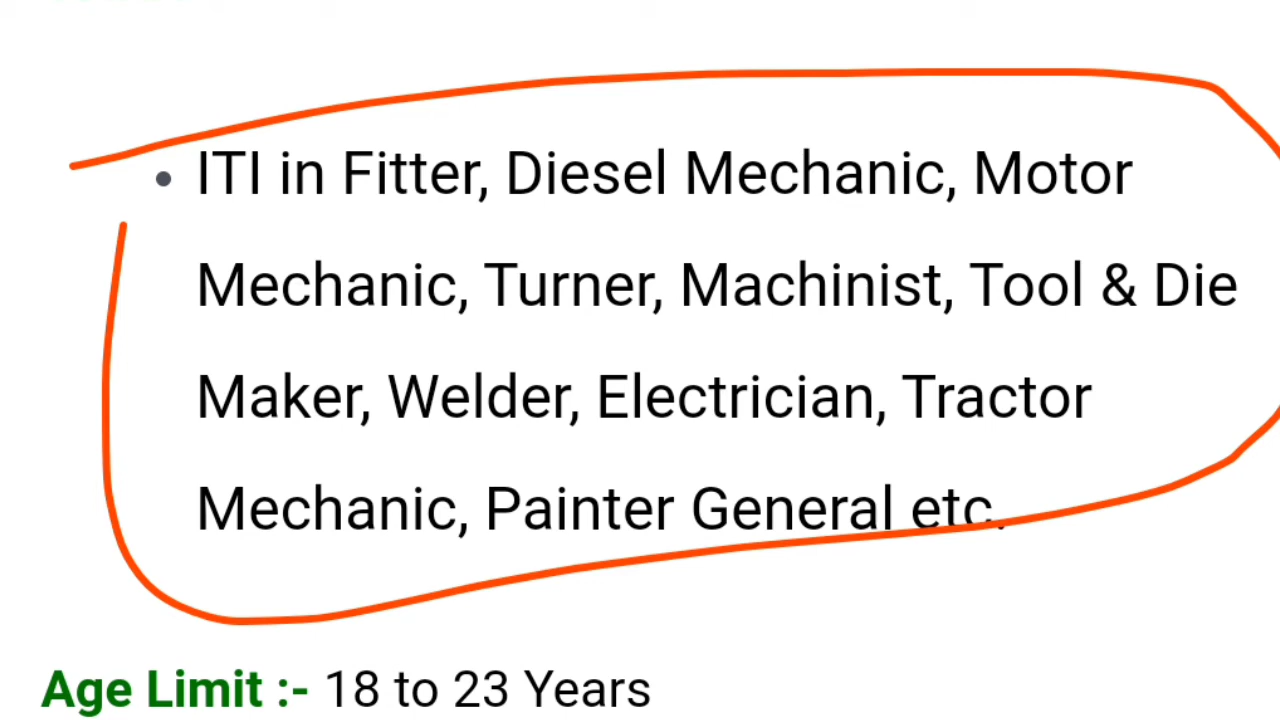 ITI in Fitter, Diesel Mechanic, Motor
Mechanic, Turner, Machinist, Tool & Die
Maker, Welder, Electrician, Tractor
Mechanic, Painter General etc.
Age Limit :- 18 to 23 Years